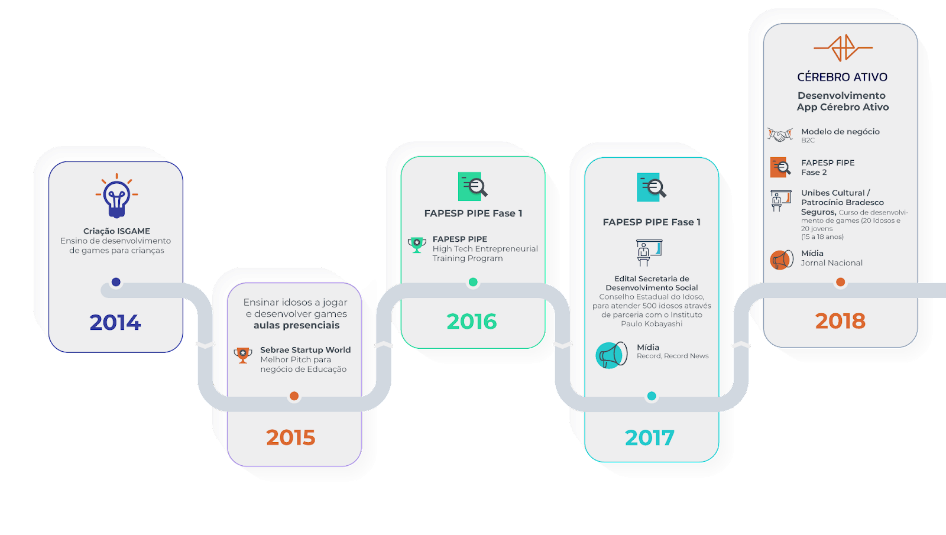 Criação ISGAME
Ensino de desenvolvimento
de games para crianças
2014
Ensinar idosos a jogar
e desenvolver games
aulas presenciais
Sebrae Startup World
Melhor Pitch para
negócio de Educação
2015
FAPESP PIPE Fase 1
FAPESP PIPE
High Tech Entrepreneurial
Training Program
2016
FAPESP PIPE Fase 1
Edital Secretaria de
Desenvolvimento Social
Conselho Estadual do Idoso,
para atender 500 idosos através
de parceria com o Instituto
Paulo Kobayashi
Mídia
Record, Record News
2017
CÉREBRO ATIVO
Desenvolvimento
App Cérebro Ativo
Modelo de negócio
B2C
FAPESP FIPE
Fase 2
Unibes Cultural /
Patrocínio Bradesco
Seguros, Curso de desenvolvi-
mento de games (20 idosos e
20 jovens
(15 a 18 anos)
Mídia
Jornal Nacional
2018